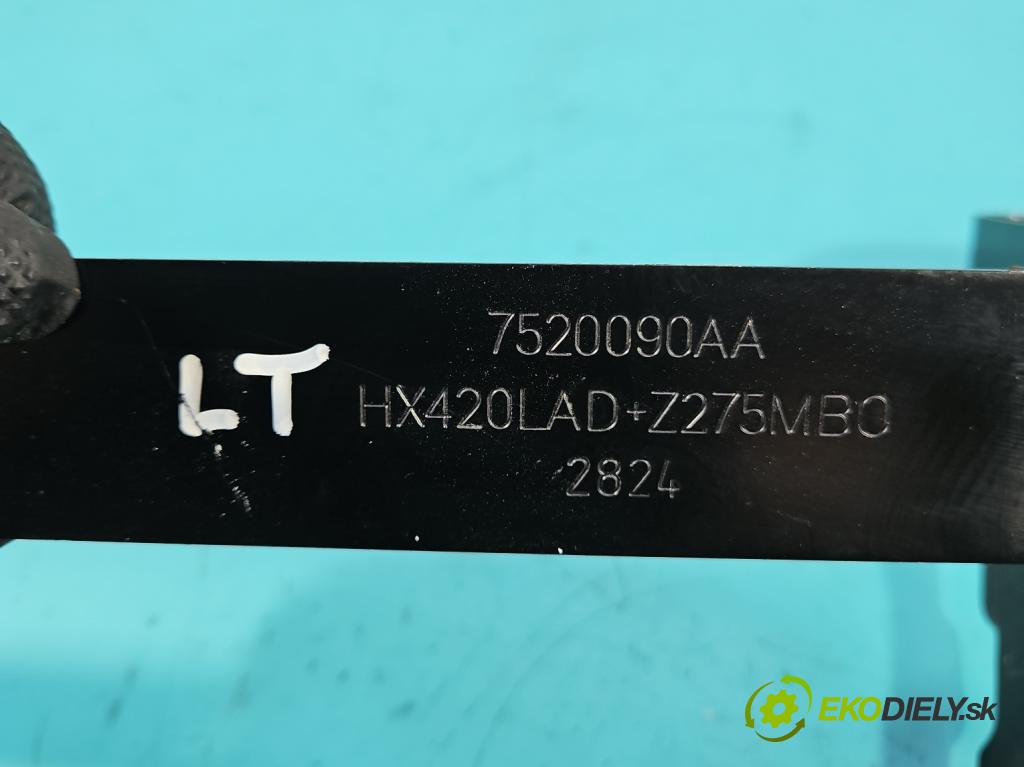 7520090AA
LT
HX420LAD+Z275MBO
2824
EKODIELY.sk